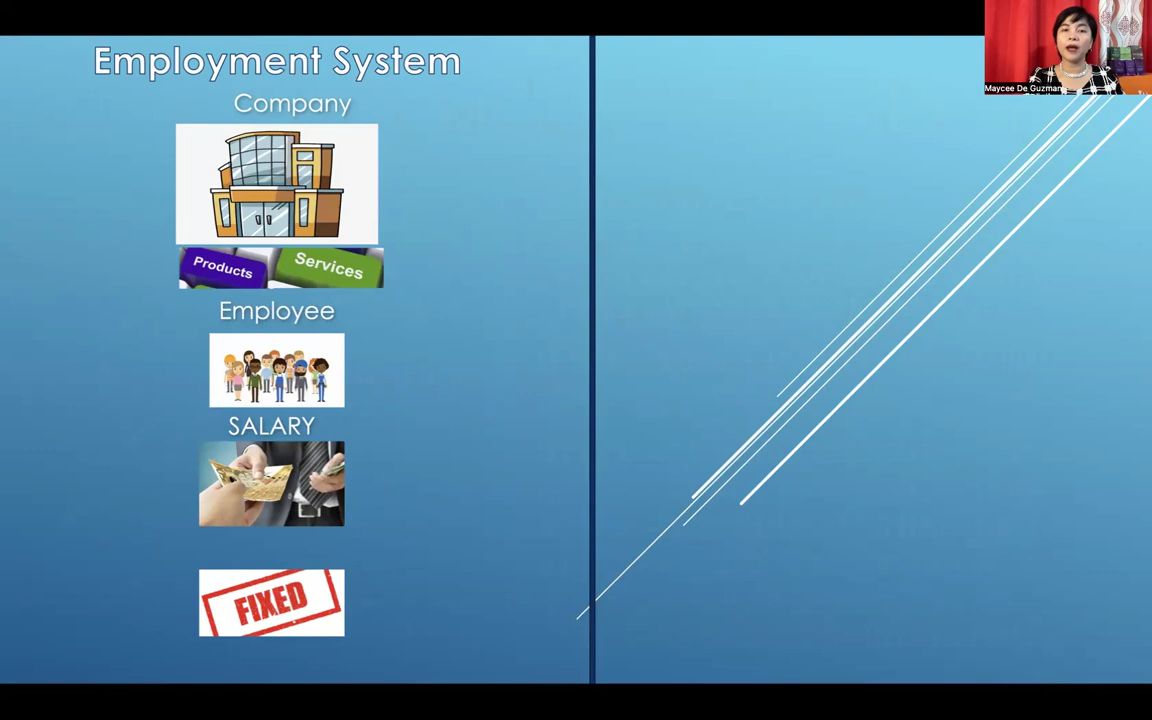 Employment System
Company
Products
Services
Employee
SALARY
FIXED
Maycee De Guzman